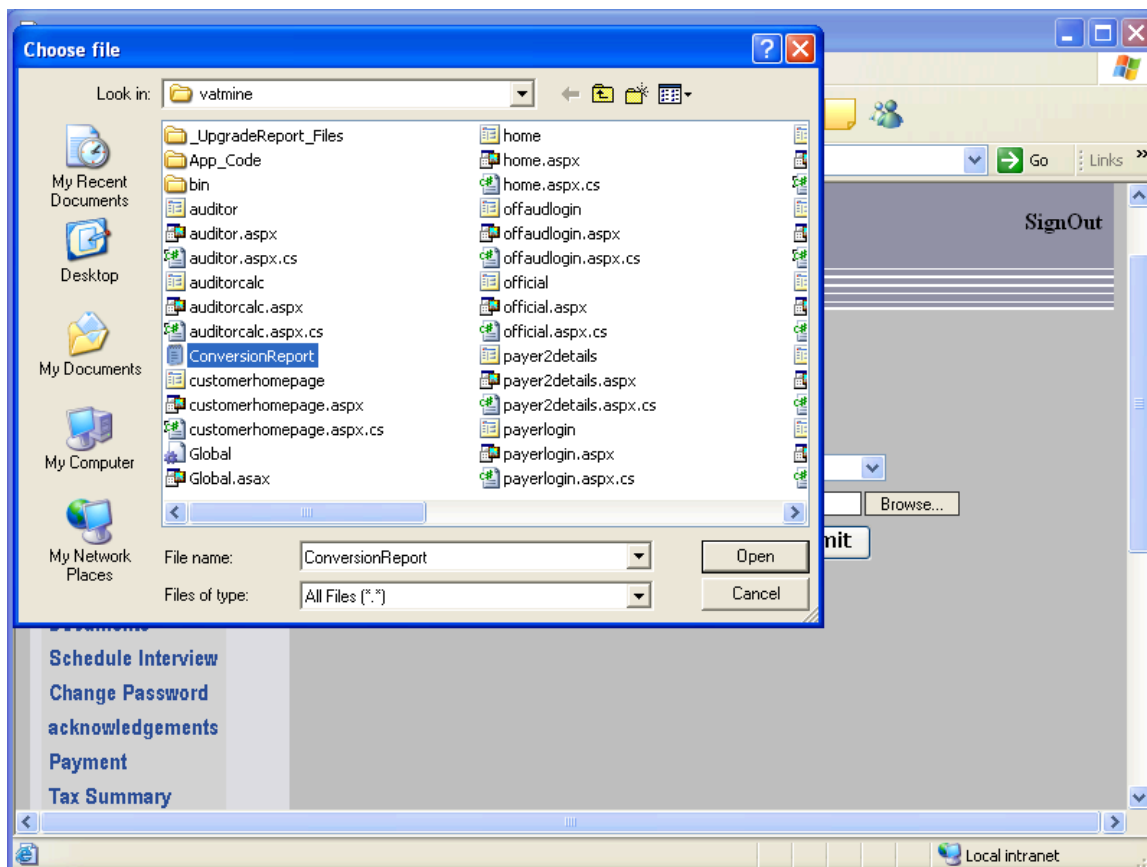 Choose file
Look in:
vatmine
My Recent
Documents
Desktop
My Documents
My Computer
My Network
Places
_UpgradeReport_Files
App_Code
bin
auditor
auditor.aspx
auditor.aspx.cs
auditorcalc
auditorcalc.aspx
auditorcalc.aspx.cs
ConversionReport
customerhomepage
customerhomepage.aspx
customerhomepage.aspx.cs
Global
Global.asax
home
home.aspx
home.aspx.cs
offaudlogin
offaudlogin.aspx
offaudlogin.aspx.cs
official
official.aspx
official.aspx.cs
payer2details
payer2details.aspx
payer2details.aspx.cs
payerlogin
payerlogin.aspx
payerlogin.aspx.cs
File name:
ConversionReport
Open
Files of type:
All Files (*.*)
Cancel
Go
Links
SignOut
Browse...
mit
Schedule Interview
Change Password
acknowledgements
Payment
Tax Summary
Local intranet